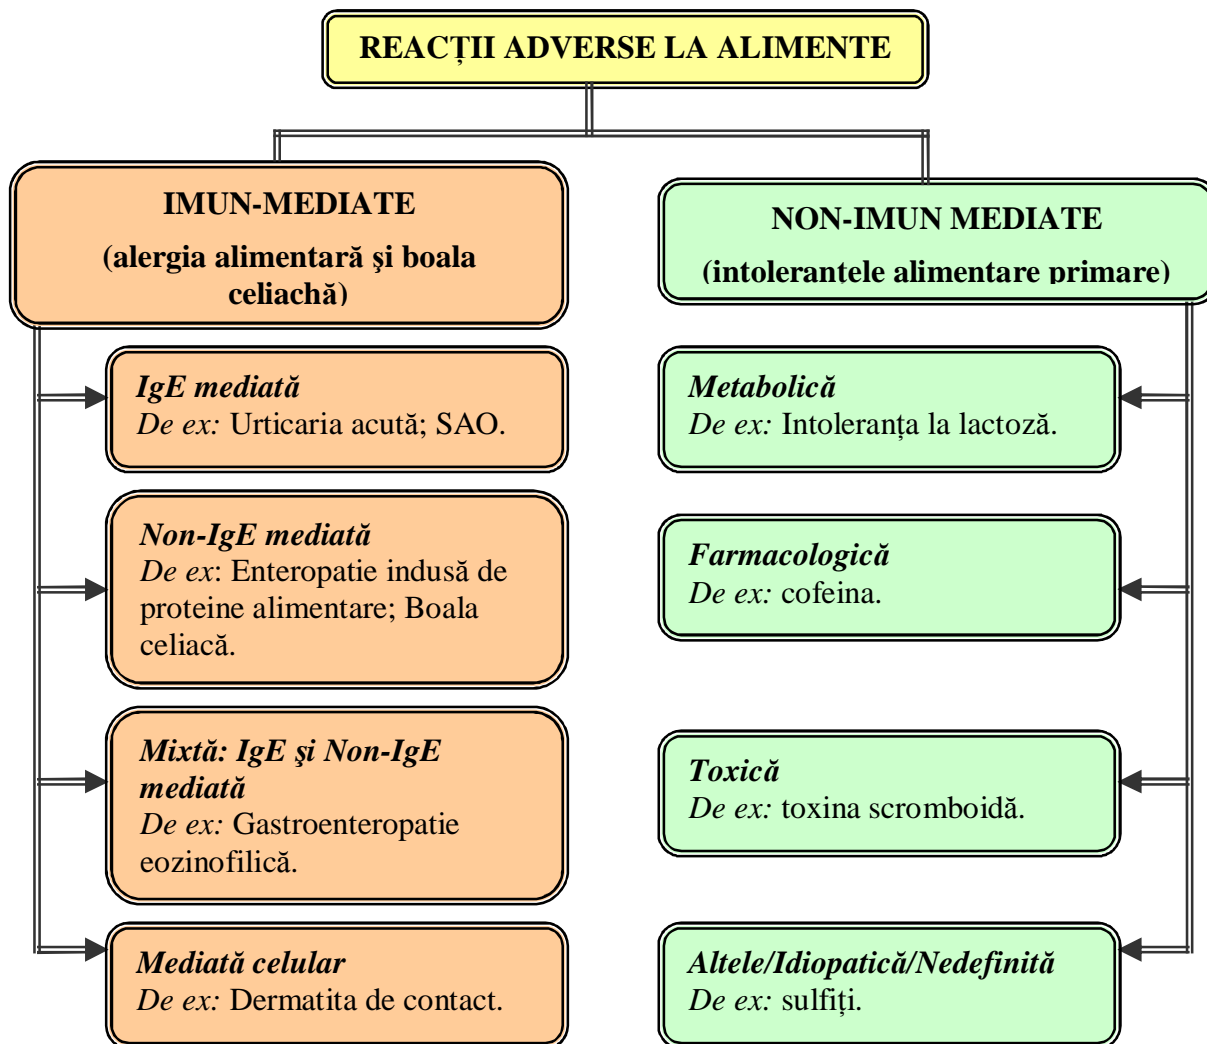 REACȚII ADVERSE LA ALIMENTE
IMUN-MEDIATE
(alergia alimentară şi boala
celiachă)
IgE mediată
De ex: Urticaria acută; SAO.
Non-IgE mediată
De ex: Enteropatie indusă de
proteine alimentare; Boala
celiacă.
Mixtă: IgE şi Non-IgE
mediată
De ex: Gastroenteropatie
eozinofilică.
Mediată celular
De ex: Dermatita de contact.
NON-IMUN MEDIATE
(intoleranțele alimentare primare)
Metabolică
De ex: Intoleranța la lactoză.
Farmacologică
De ex: cofeina.
Toxică
De ex: toxina scromboidă.
Altele/Idiopatică/Nedefinită
De ex: sulfiți.